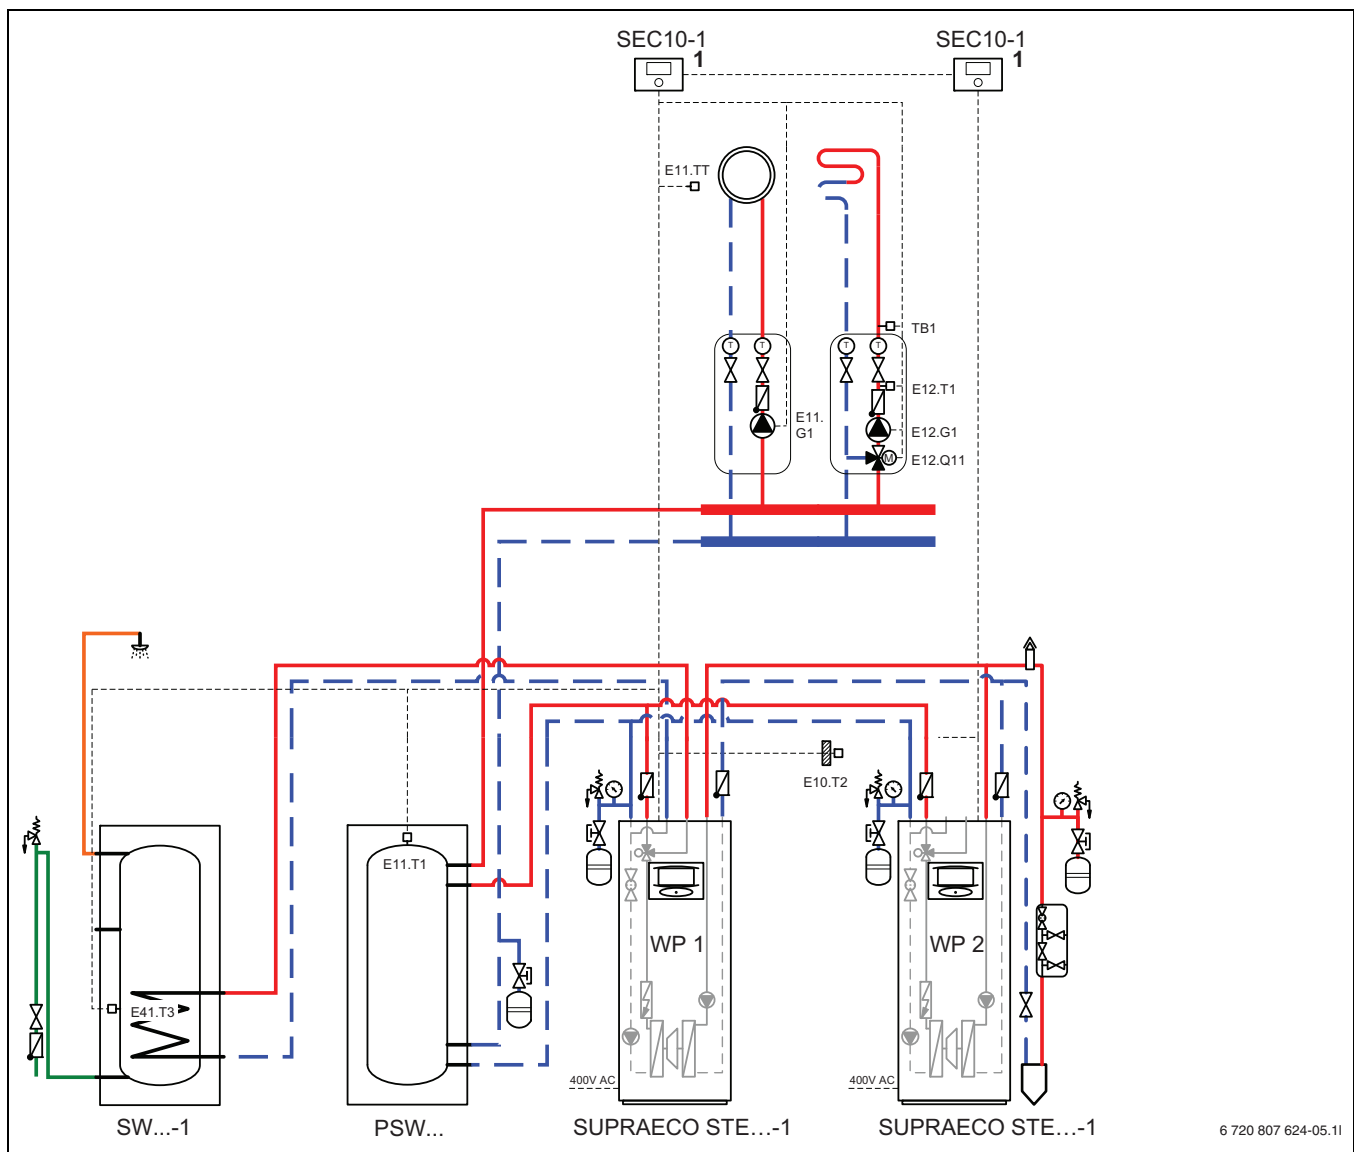 SEC10-1
1
SEC10-1
1
E11.TT
TB1
T
T
T
T
E12.T1
E11.
G1
E12.G1
M
E12.Q11
E10.T2
E11.T1
WP 1
WP 2
E41.T3
400V AC
400V AC
SW...-1
PSW...
SUPRAECO STE...-1
SUPRAECO STE...-1
6 720 807 624-05.1I